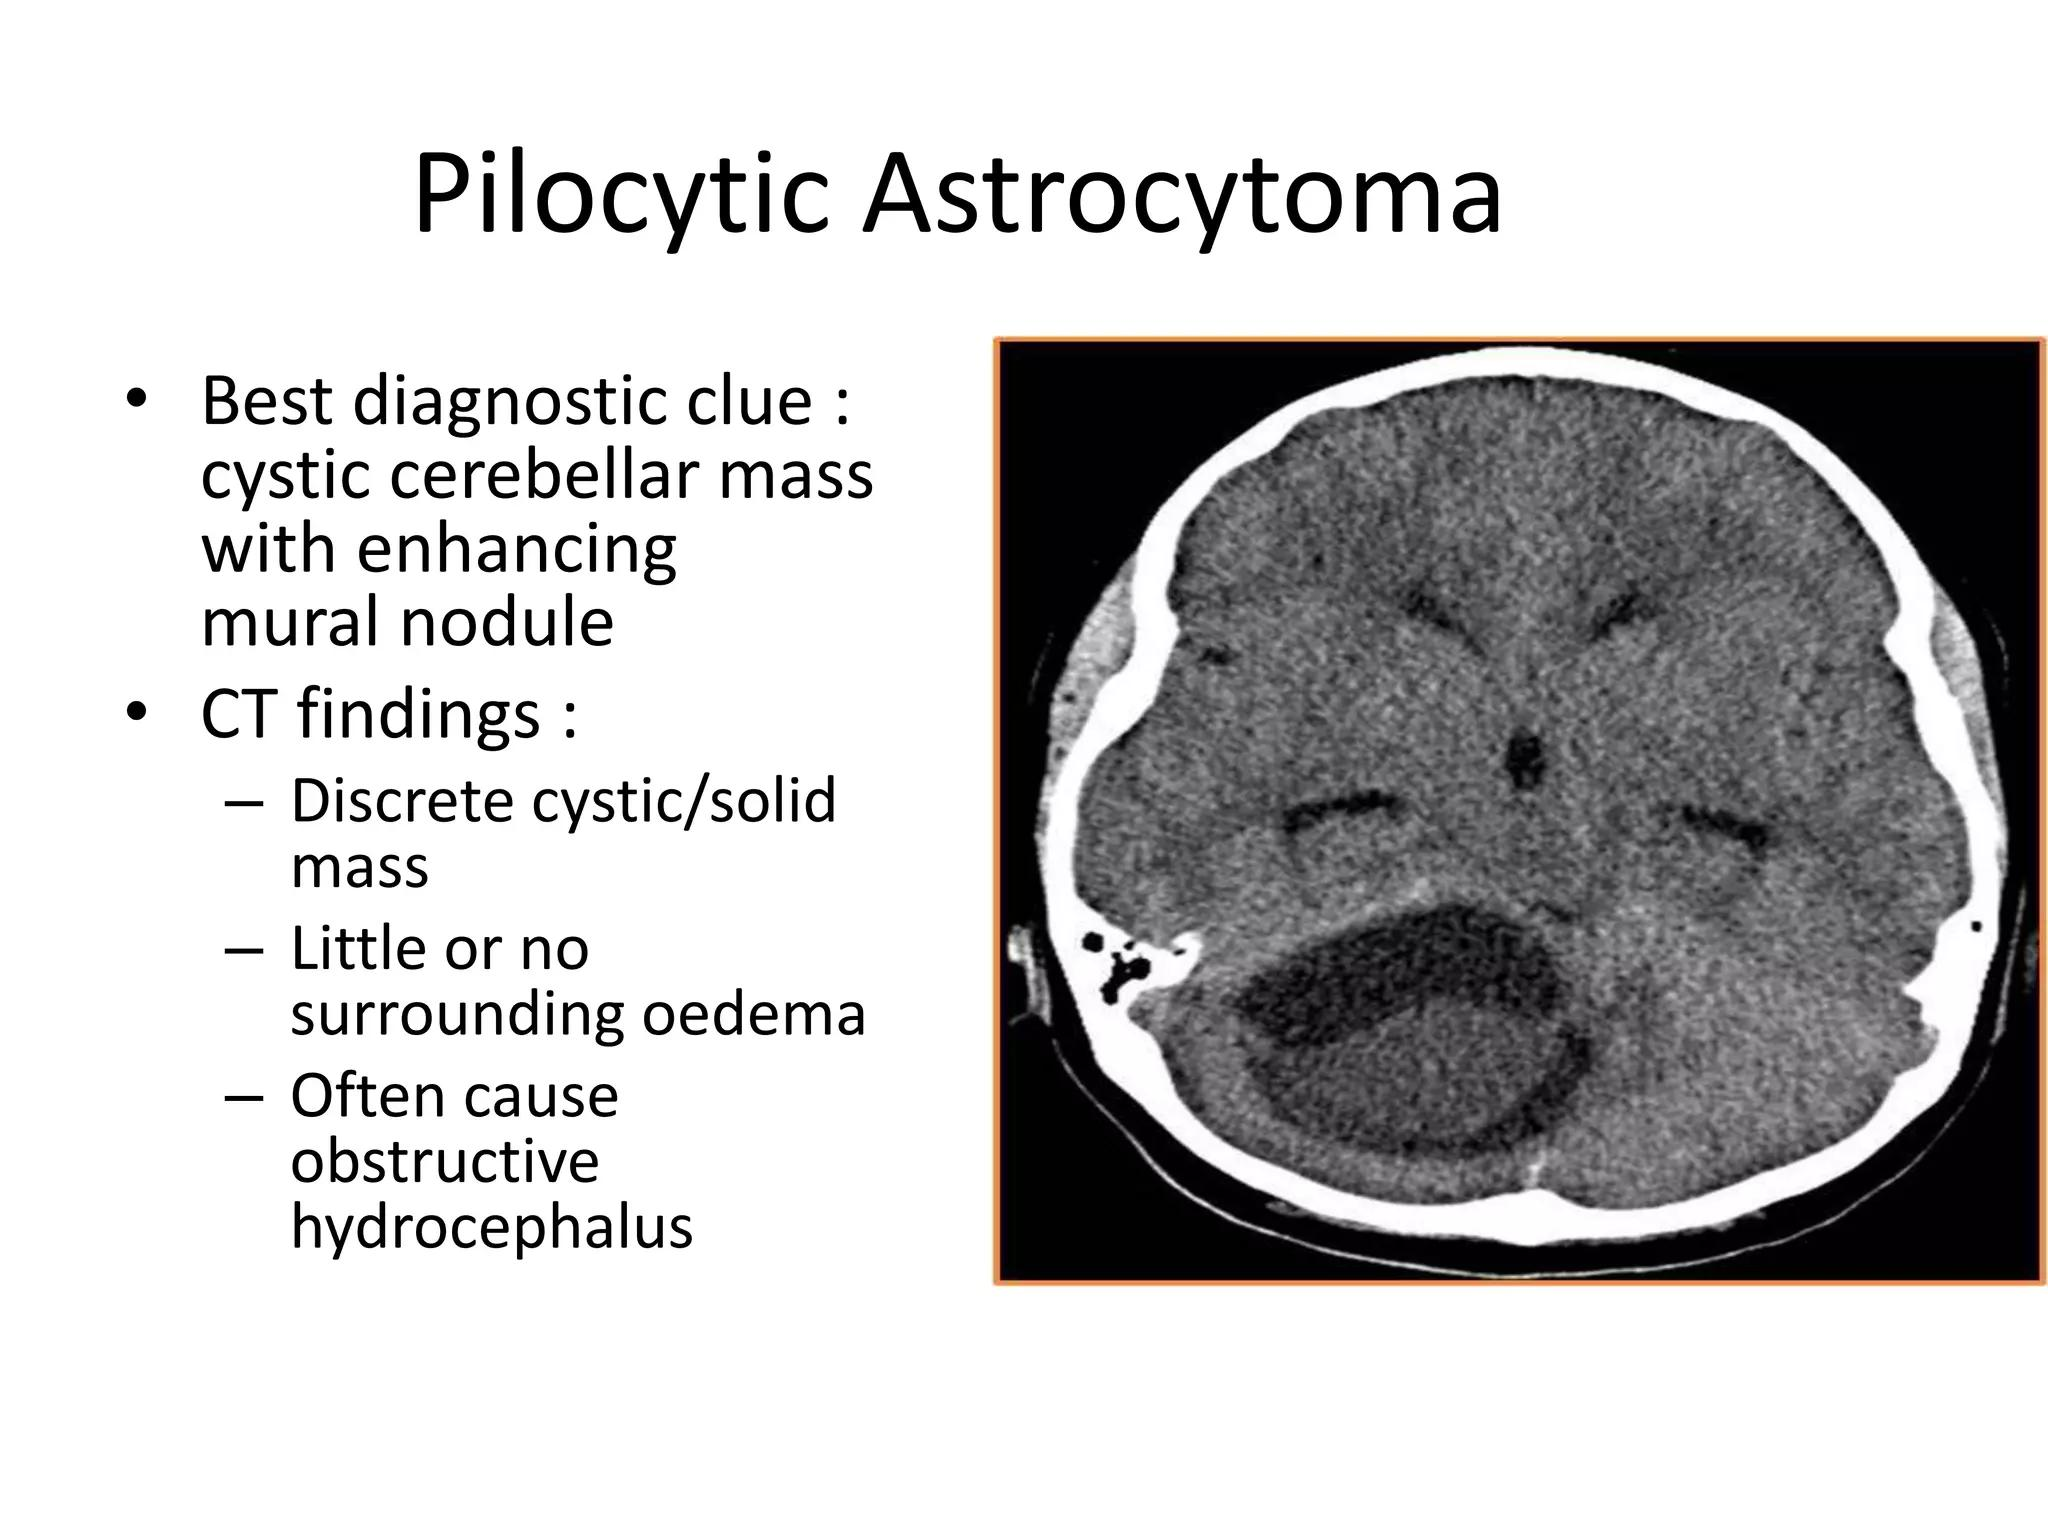 Pilocytic Astrocytoma
• Best diagnostic clue :
cystic cerebellar mass
with enhancing
mural nodule
• CT findings :
– Discrete cystic/solid
mass
– Little or no
surrounding oedema
– Often cause
obstructive
hydrocephalus